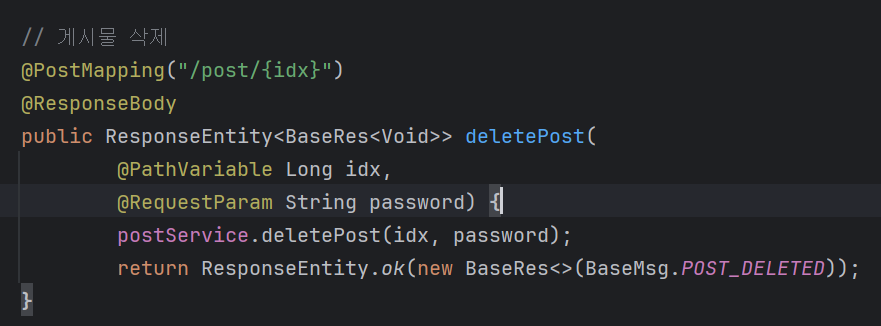 // 게시물 삭제
@PostMapping("/post/{idx}")
@ResponseBody
public ResponseEntity<BaseRes<Void>> deletePost(
@PathVariable Long idx,
@RequestParam String password) {
postService.deletePost(idx, password);
return ResponseEntity.ok(new BaseRes<>(BaseMsg.POST_DELETED));
}